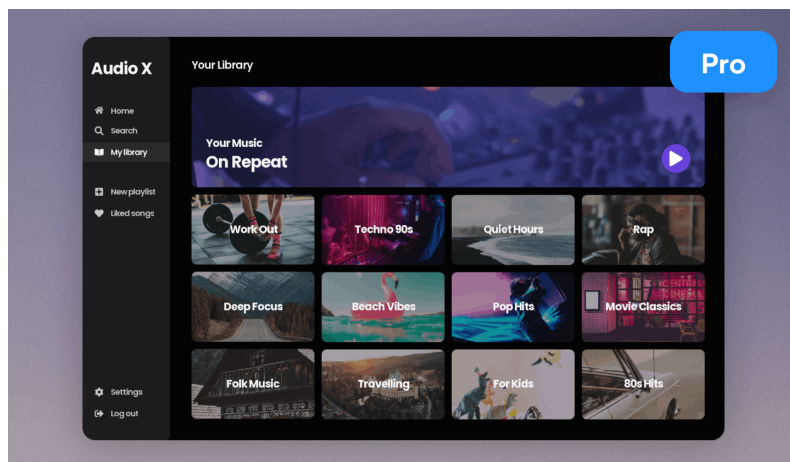 Audio X
Home
Search
My library
New playlist
Liked songs
Settings
Log out
Your Library
Pro
Your Music
On Repeat
Work Out
Techno 90s
Quiet Hours
Rap
Deep Focus
Beach Vibes
Pop Hits
Movie Classics
Folk Music
Travelling
For Kids
80s Hits